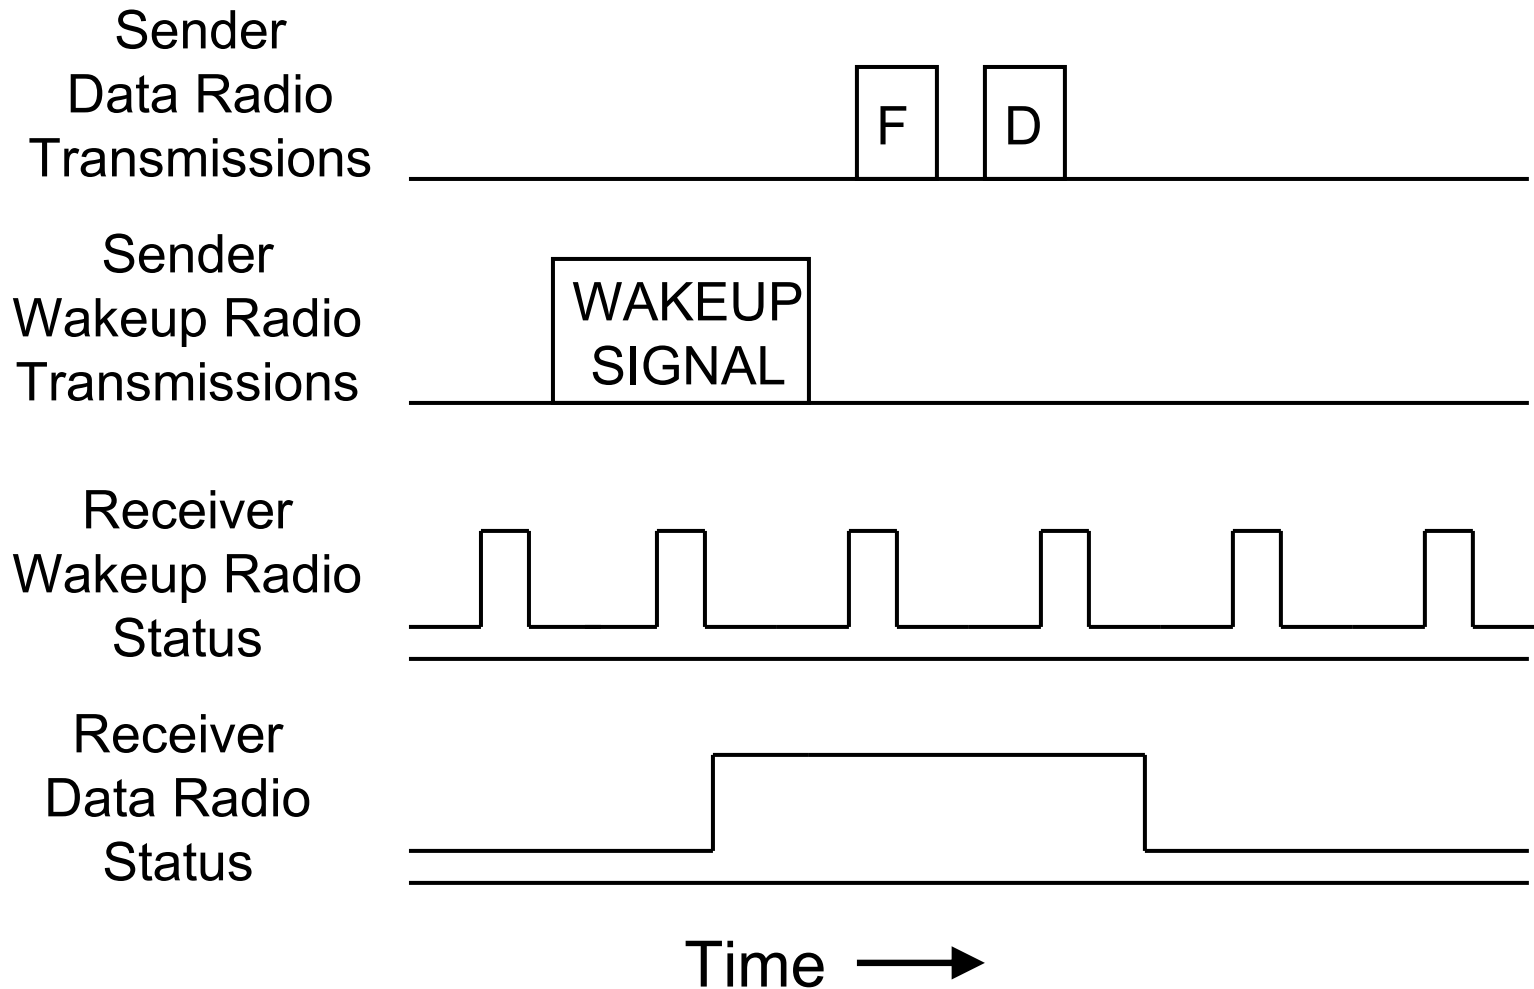 Sender
Data Radio
Transmissions
F
D
Sender
Wakeup Radio
Transmissions
WAKEUP
SIGNAL
Receiver
Wakeup Radio
Status
Receiver
Data Radio
Status
Time